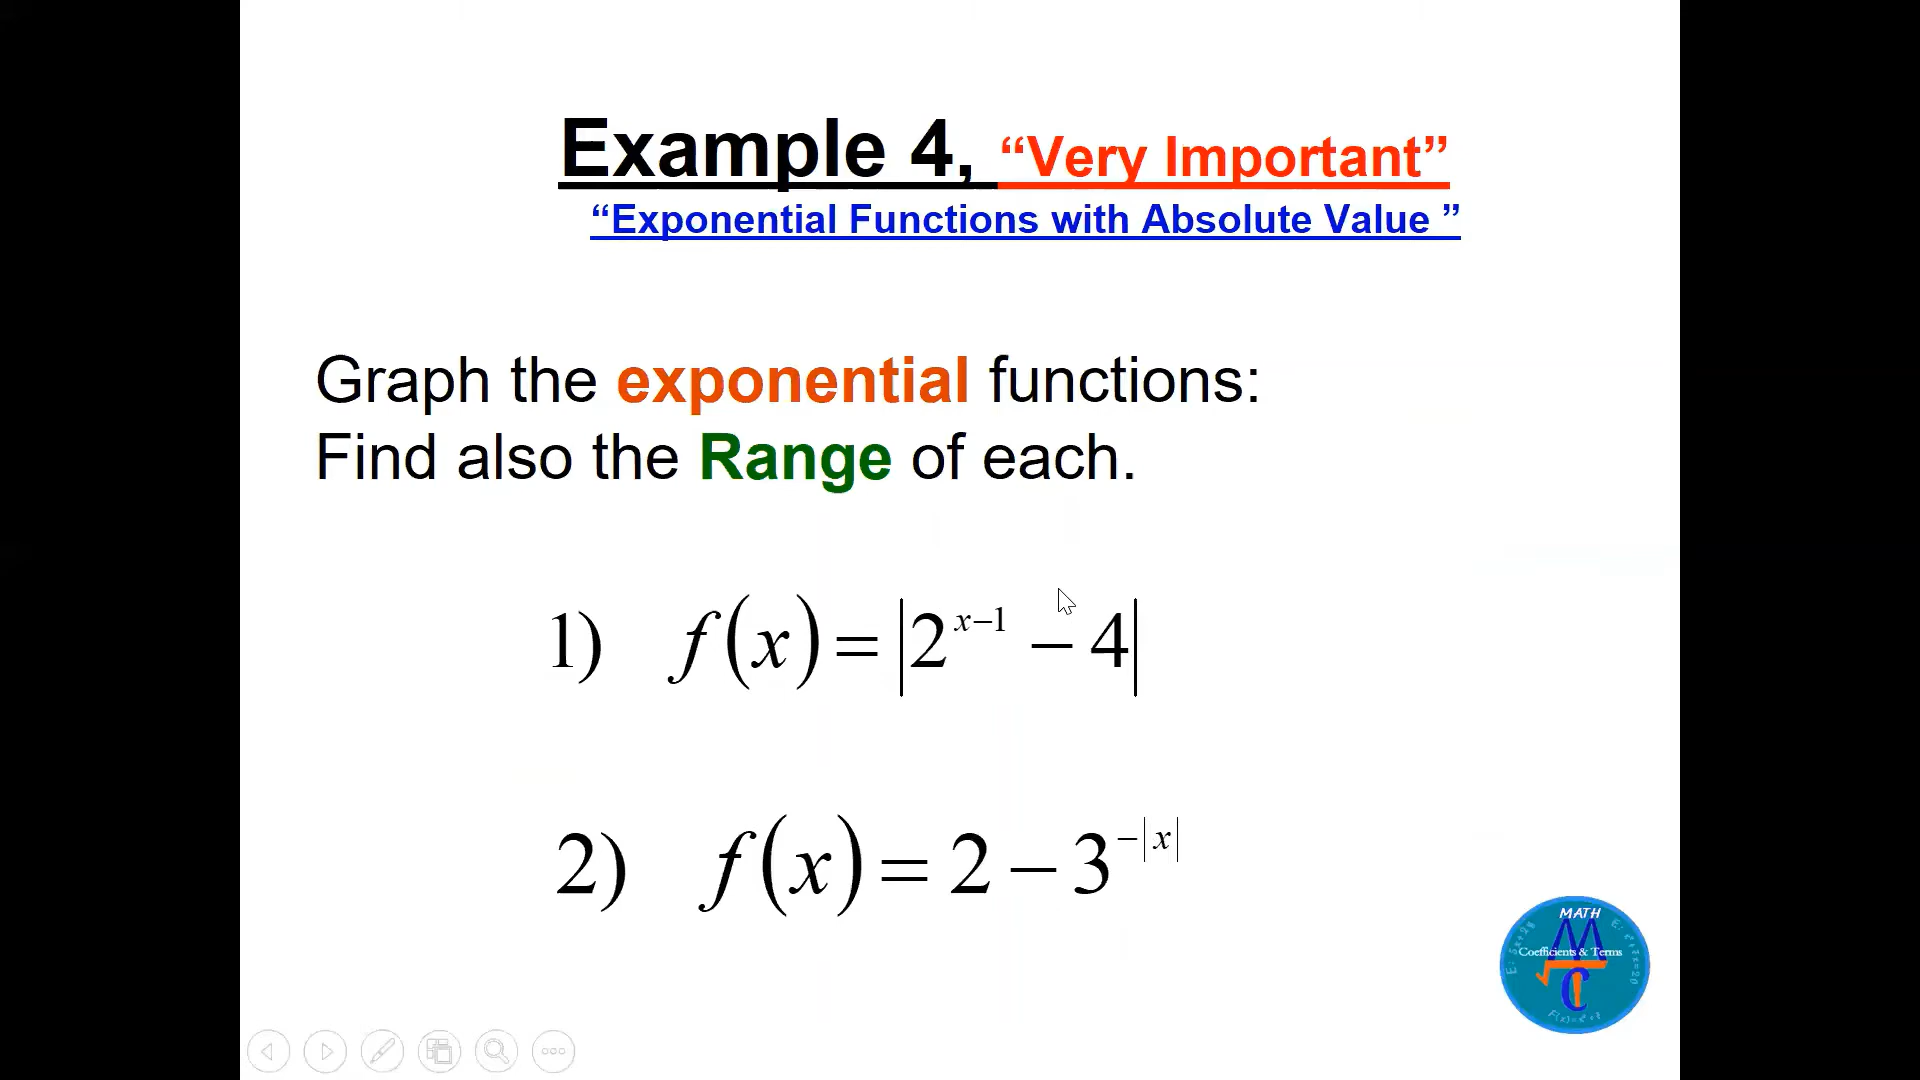 Example 4, “Very Important”
“Exponential Functions with Absolute Value ”
Graph the exponential functions:
Find also the Range of each.
1) f(x) = |2^{x−1} − 4|
2) f(x) = 2 − 3^{−|x|}
MATH
Coefficients & Terms